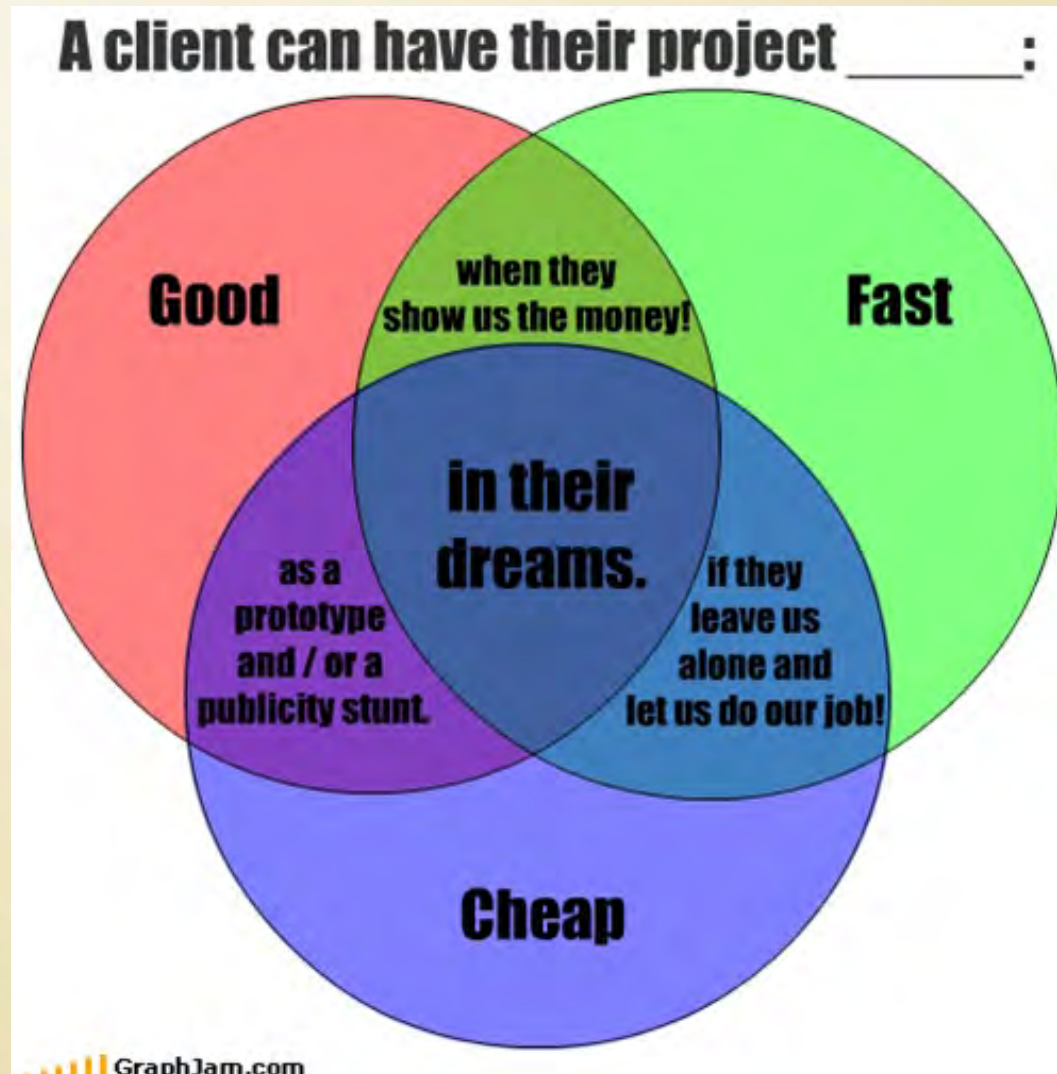 A client can have their project ______:
Good
when they
show us the money!
Fast
in their
dreams.
as a
prototype
and / or a
publicity stunt.
if they
leave us
alone and
let us do our job!
Cheap
GraphJam.com